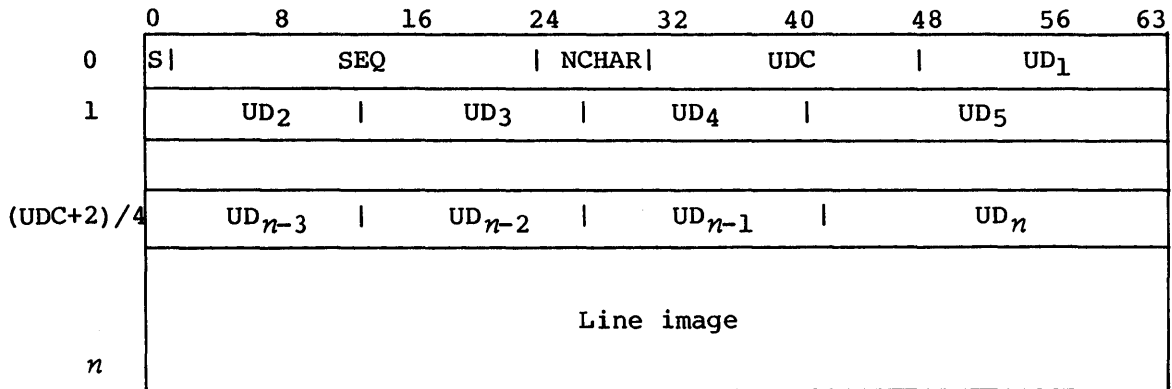 0 8 16 24 32 40 48 56 63
0 S| SEQ | NCHAR| UDC | UD1
1 UD2 | UD3 | UD4 | UD5
(UDC+2)/4 UDn-3 | UDn-2 | UDn-1 | UDn
Line image
n